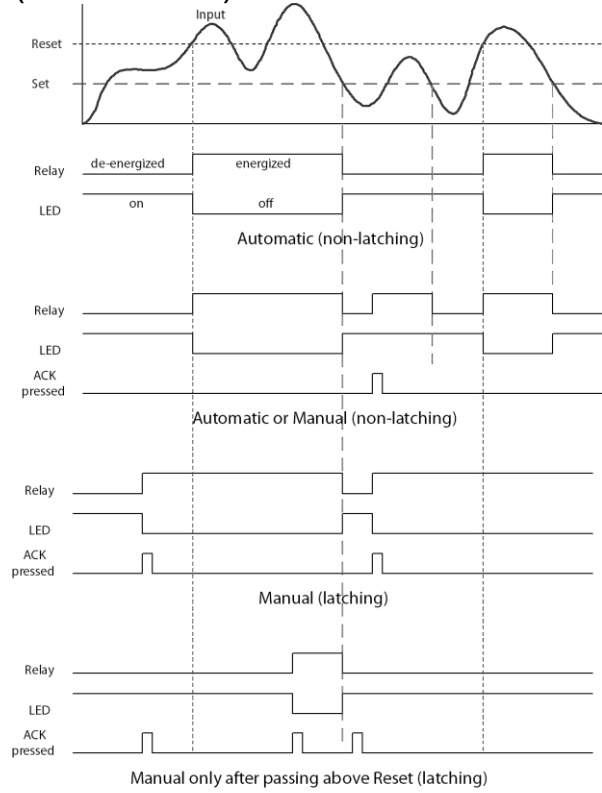 Input
Reset
Set
de-energized
energized
Relay
on
off
LED
Automatic (non-latching)
Relay
LED
ACK
pressed
Automatic or Manual (non-latching)
Relay
LED
ACK
pressed
Manual (latching)
Relay
LED
ACK
pressed
Manual only after passing above Reset (latching)